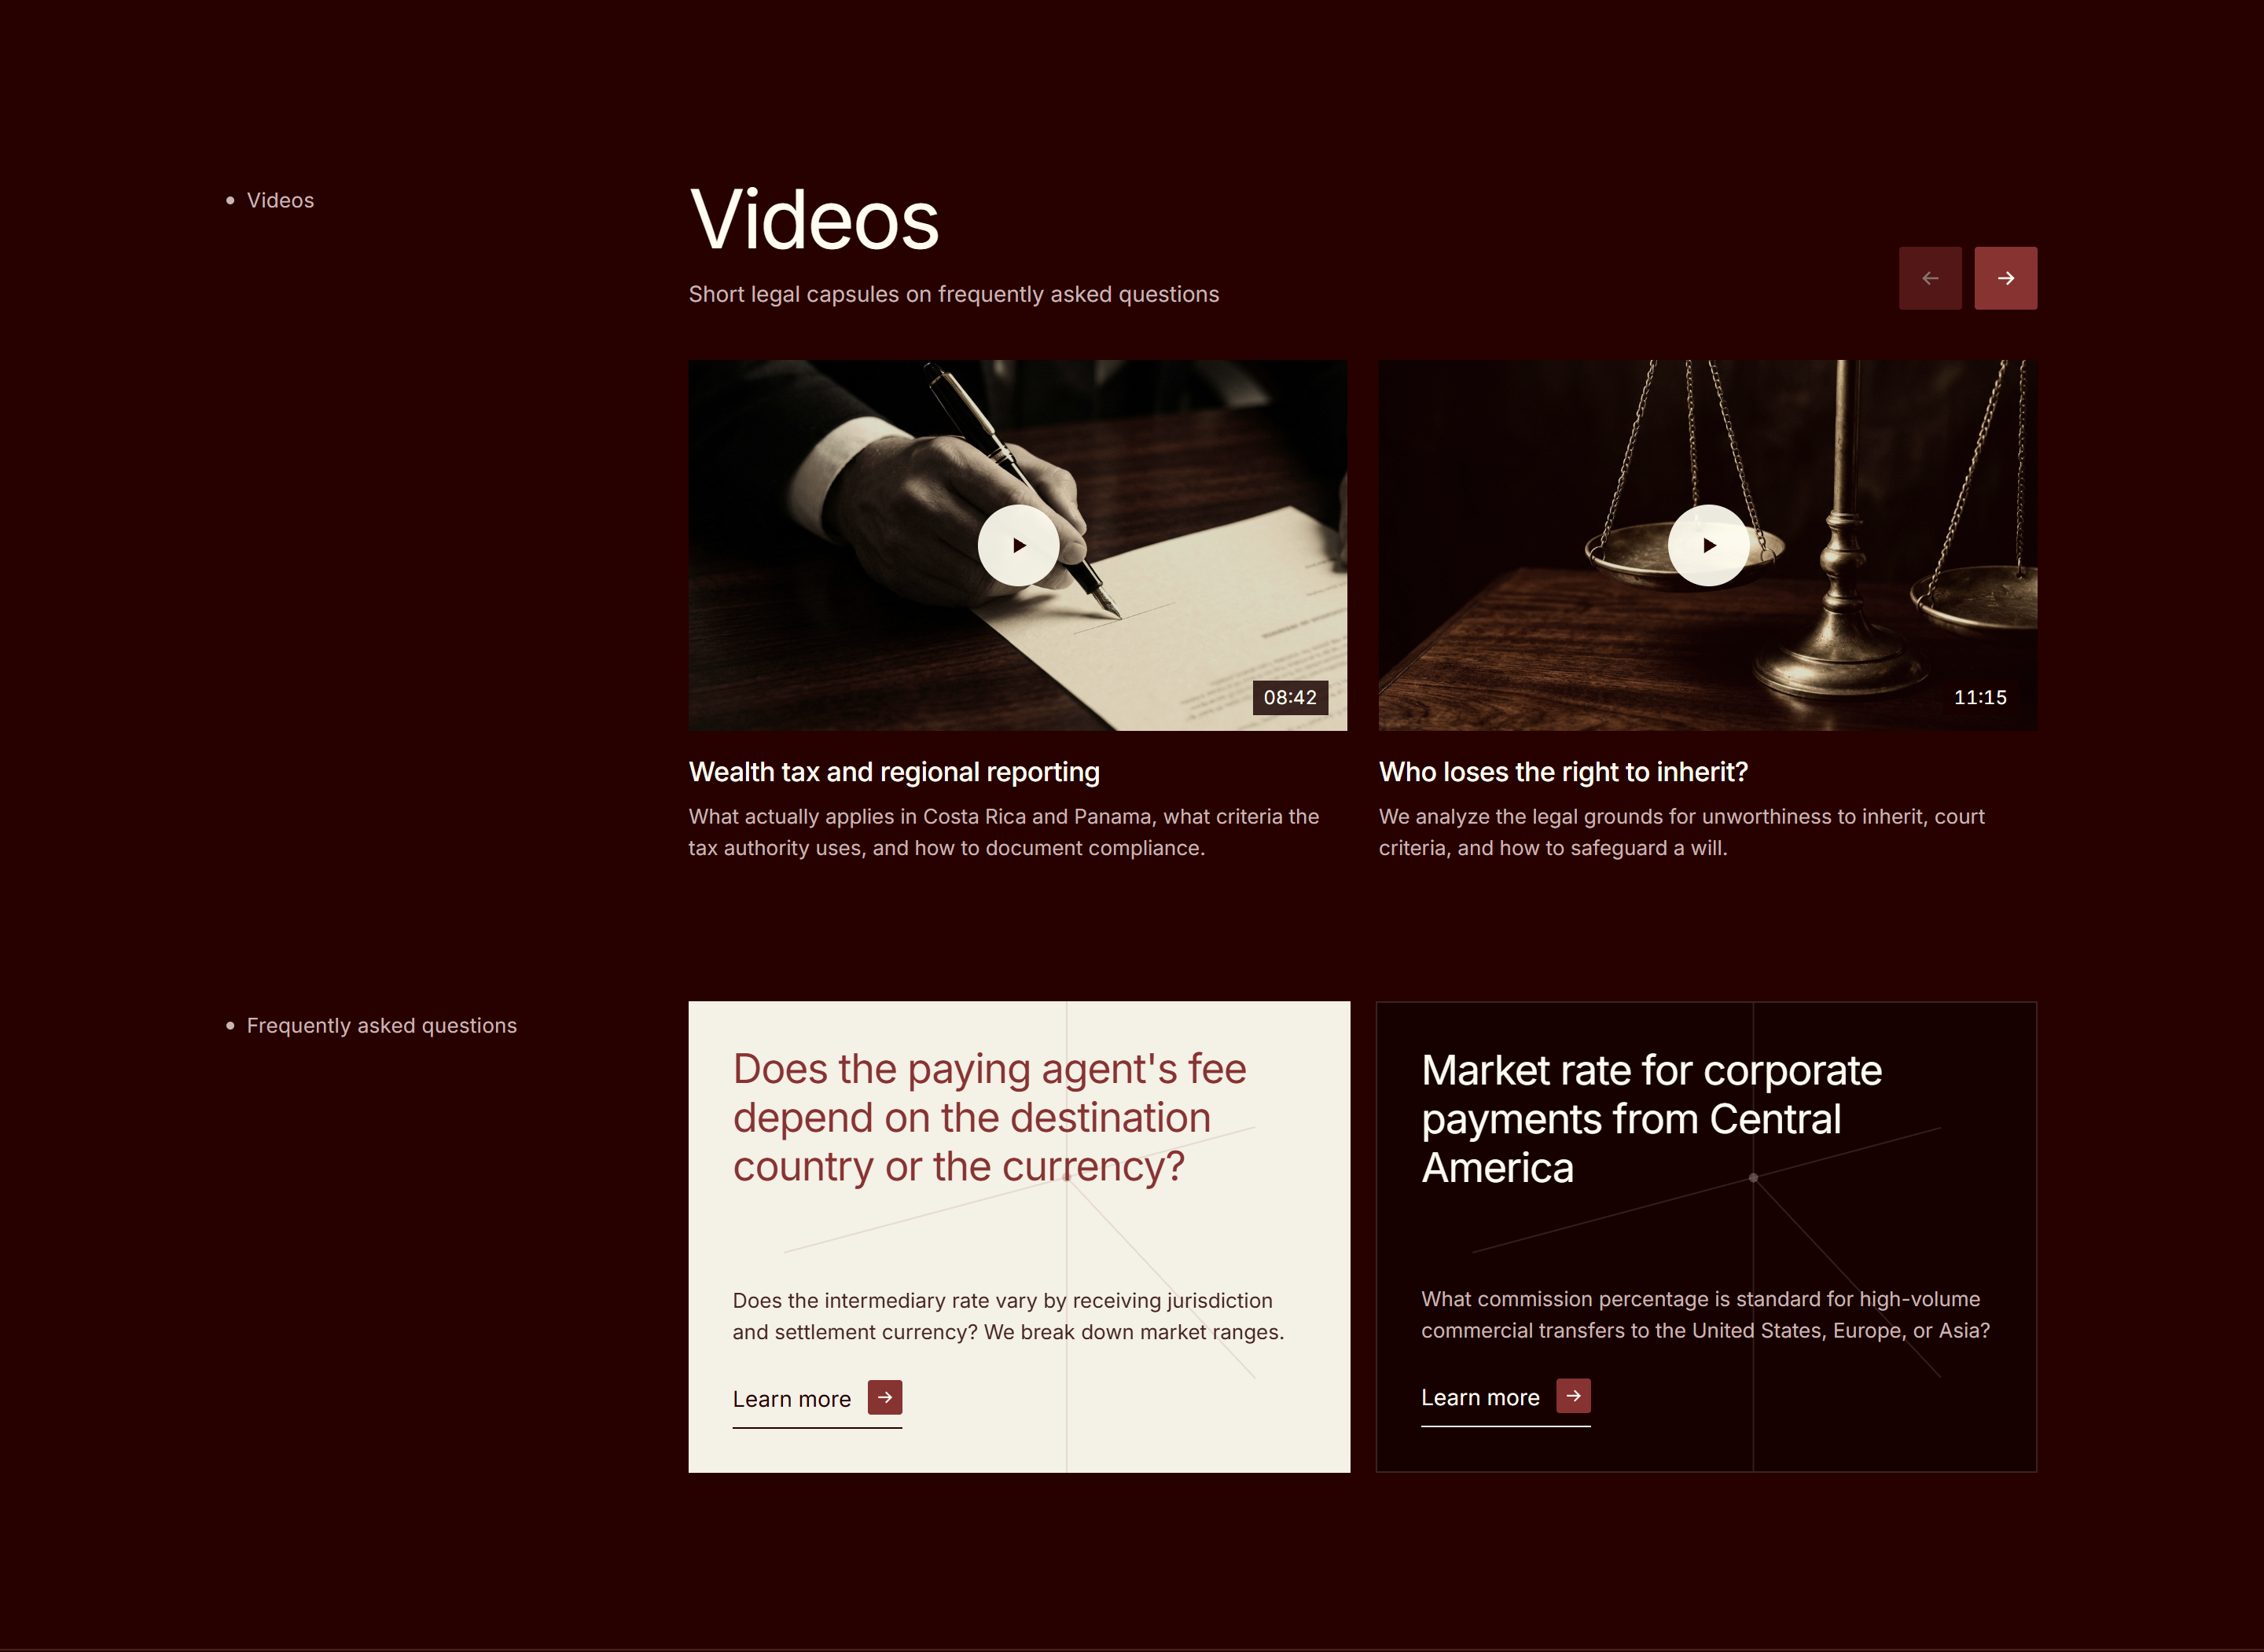 Videos
Videos
Short legal capsules on frequently asked questions
08:42
11:15
Wealth tax and regional reporting
What actually applies in Costa Rica and Panama, what criteria the
tax authority uses, and how to document compliance.
Who loses the right to inherit?
We analyze the legal grounds for unworthiness to inherit, court
criteria, and how to safeguard a will.
Frequently asked questions
Does the paying agent's fee
depend on the destination
country or the currency?
Does the intermediary rate vary by receiving jurisdiction
and settlement currency? We break down market ranges.
Learn more
Market rate for corporate
payments from Central
America
What commission percentage is standard for high-volume
commercial transfers to the United States, Europe, or Asia?
Learn more